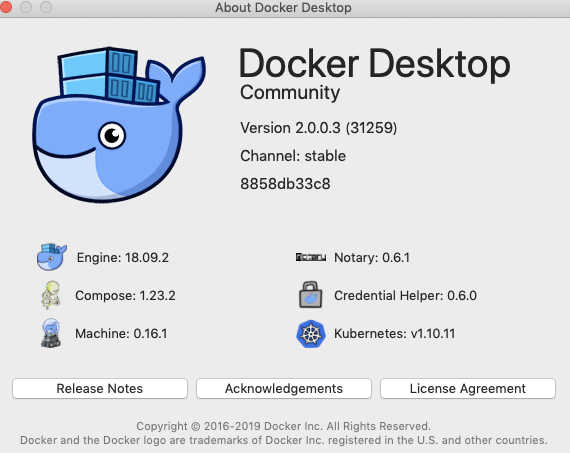 About Docker Desktop
Docker Desktop
Community
Version 2.0.0.3 (31259)
Channel: stable
8858db33c8
Engine: 18.09.2
Notary: 0.6.1
Compose: 1.23.2
Credential Helper: 0.6.0
Machine: 0.16.1
Kubernetes: v1.10.11
Release Notes
Acknowledgements
License Agreement
Copyright © 2016-2019 Docker Inc. All Rights Reserved.
Docker and the Docker logo are trademarks of Docker Inc. registered in the U.S. and other countries.